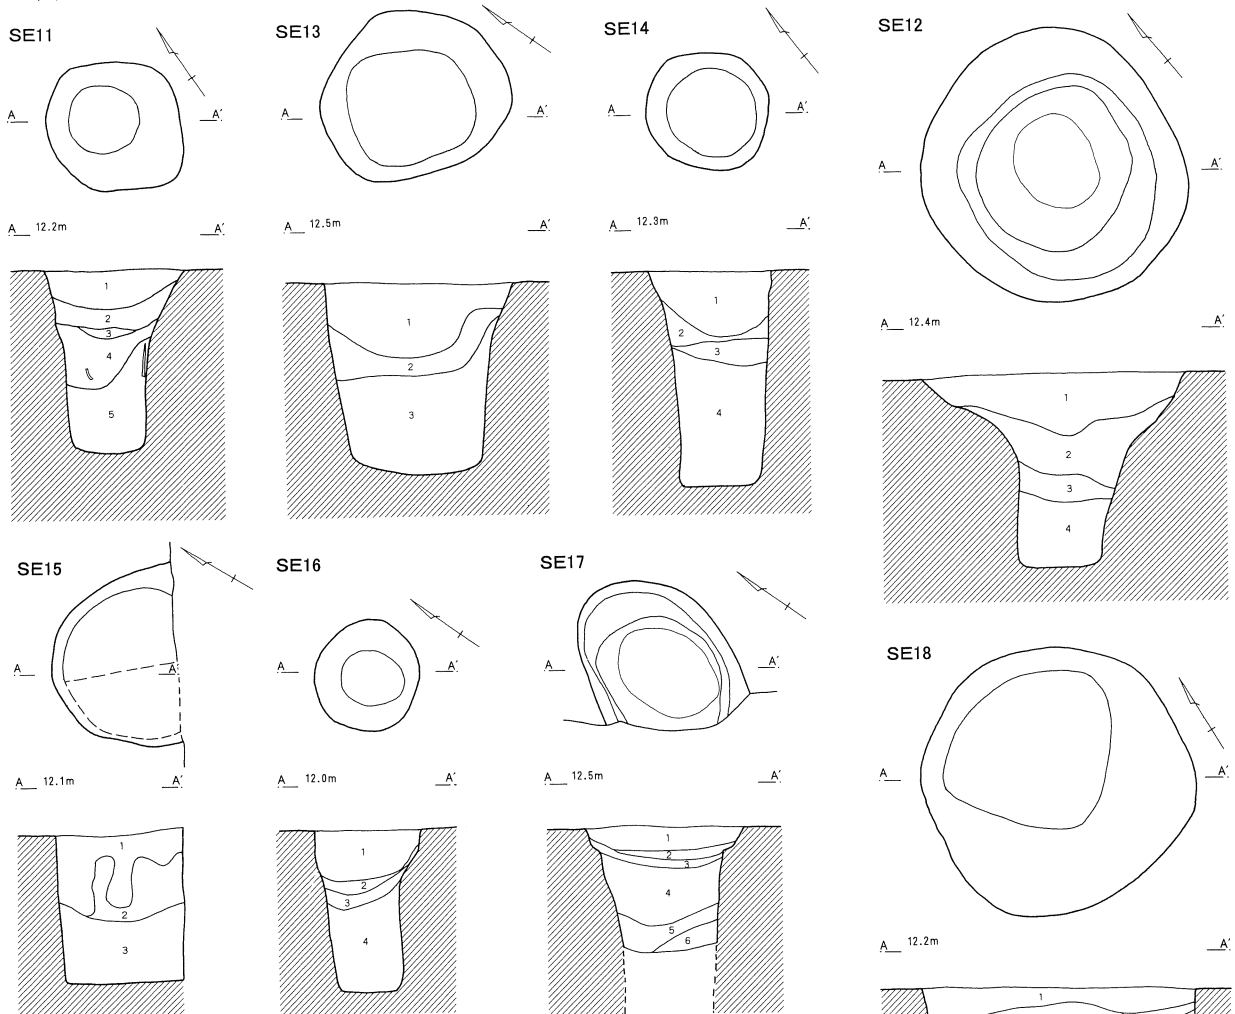 SE11
A A'
A 12.2m A'
1
2
3
4
5
SE13
A A'
A 12.5m A'
1
2
3
SE14
A A'
A 12.3m A'
1
2
3
4
SE12
A A'
A 12.4m A'
1
2
3
4
SE15
A A'
A 12.1m A'
1
2
3
SE16
A A'
A 12.0m A'
1
2
3
4
SE17
A A'
A 12.5m A'
1
2
3
4
5
6
SE18
A A'
A 12.2m A'
1